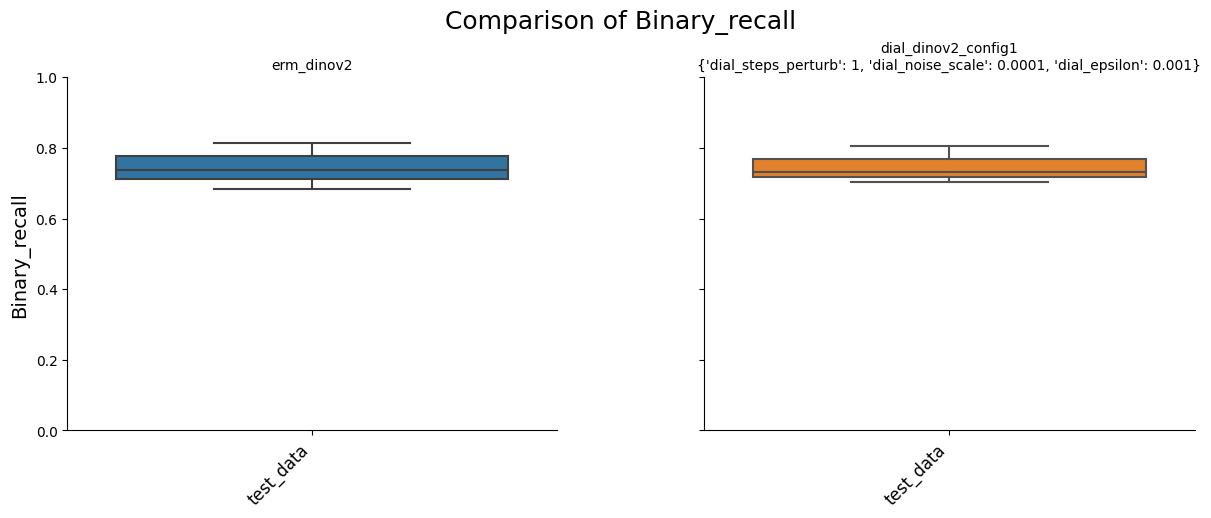 Comparison of Binary_recall
erm_dinov2
dial_dinov2_config1
{'dial_steps_perturb': 1, 'dial_noise_scale': 0.0001, 'dial_epsilon': 0.001}
1.0
0.8
0.6
0.4
0.2
0.0
Binary_recall
test_data
test_data